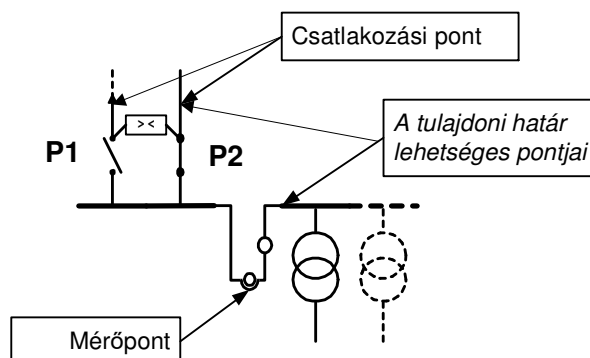 Csatlakozási pont
> <
P1
P2
A tulajdoni határ
lehetséges pontjai
Mérőpont